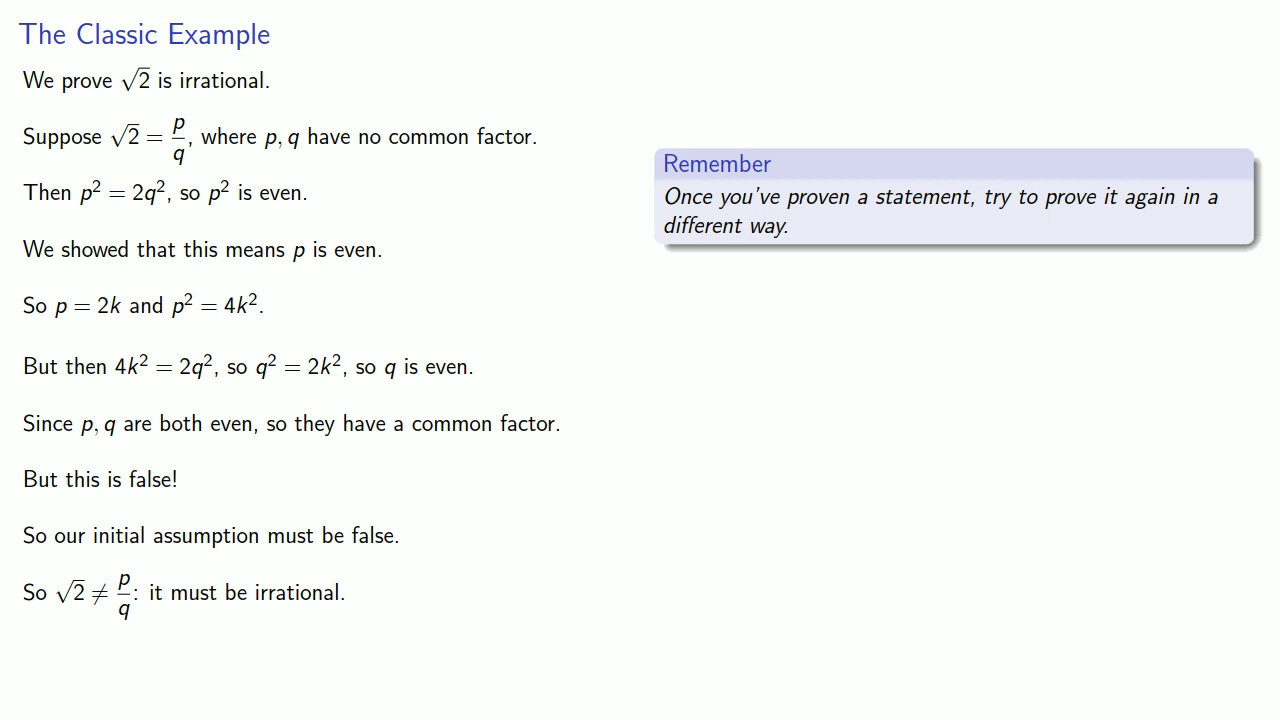 The Classic Example
We prove √2 is irrational.
Suppose √2 = p/q, where p, q have no common factor.
Then p² = 2q², so p² is even.
We showed that this means p is even.
So p = 2k and p² = 4k².
But then 4k² = 2q², so q² = 2k², so q is even.
Since p, q are both even, so they have a common factor.
But this is false!
So our initial assumption must be false.
So √2 ≠ p/q: it must be irrational.
Remember
Once you've proven a statement, try to prove it again in a
different way.